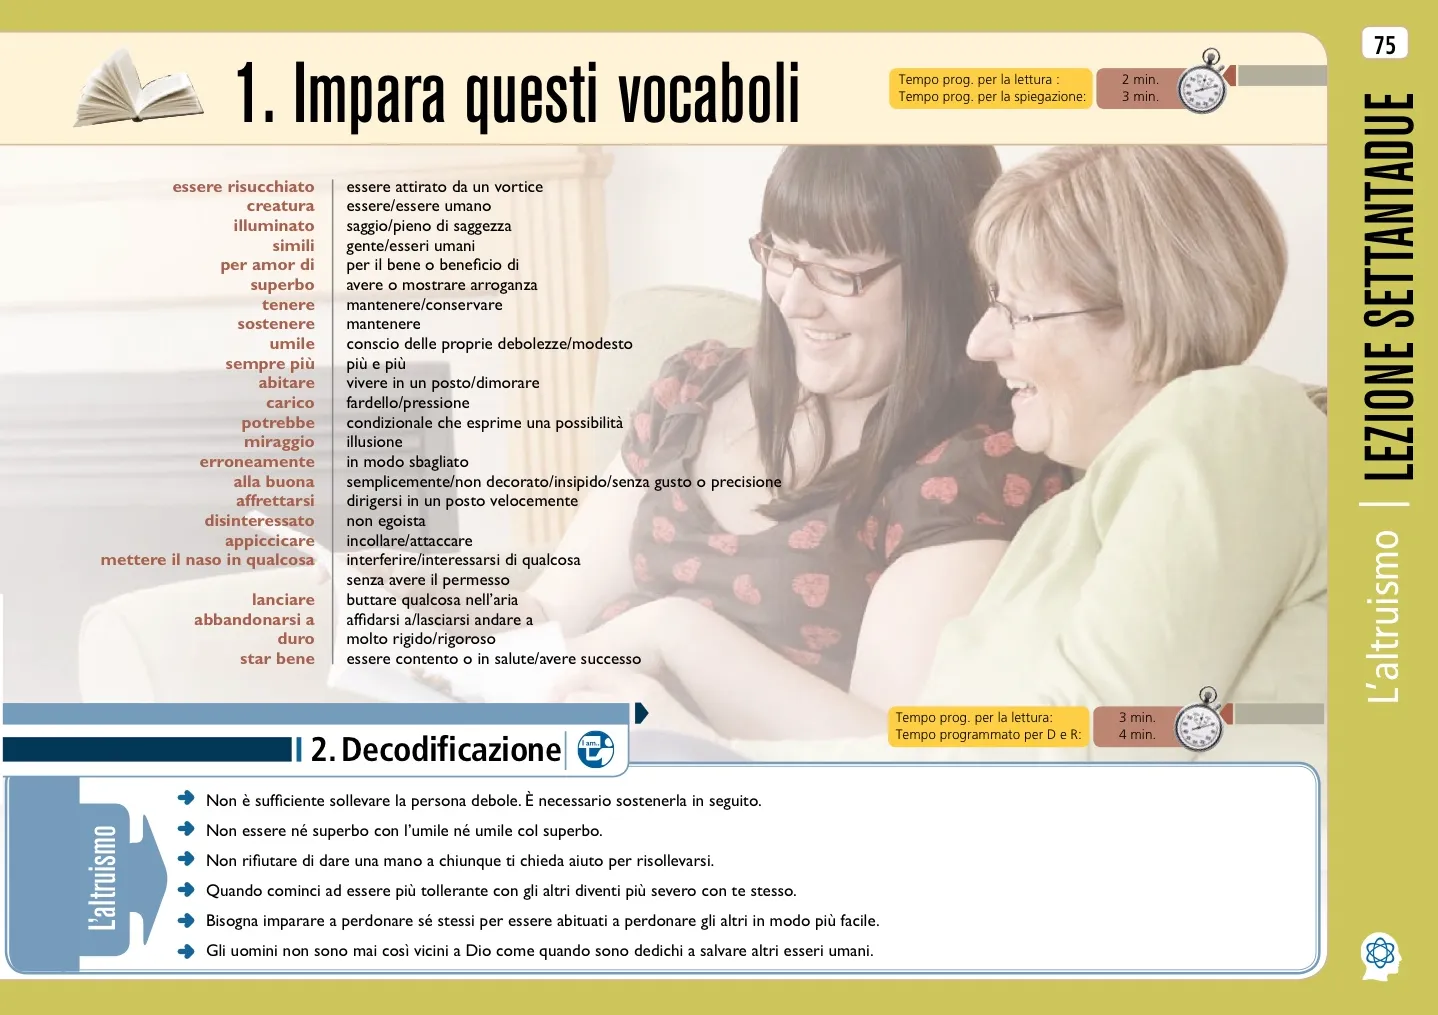 75
1. Impara questi vocaboli
Tempo prog. per la lettura : 2 min.
Tempo prog. per la spiegazione: 3 min.
essere risucchiato essere attirato da un vortice
creatura essere/essere umano
illuminato saggio/pieno di saggezza
simili gente/esseri umani
per amor di per il bene o beneficio di
superbo avere o mostrare arroganza
tenere mantenere/conservare
sostenere mantenere
umile conscio delle proprie debolezze/modesto
sempre più più e più
abitare vivere in un posto/dimorare
carico fardello/pressione
potrebbe condizionale che esprime una possibilità
miraggio illusione
erroneamente in modo sbagliato
alla buona semplicemente/non decorato/insipido/senza gusto o precisione
affrettarsi dirigersi in un posto velocemente
disinteressato non egoista
appiccicare incollare/attaccare
mettere il naso in qualcosa interferire/interessarsi di qualcosa
senza avere il permesso
lanciare buttare qualcosa nell'aria
abbandonarsi a affidarsi a/lasciarsi andare a
duro molto rigido/rigoroso
star bene essere contento o in salute/avere successo
Tempo prog. per la lettura: 3 min.
Tempo programmato per D e R: 4 min.
2. Decodificazione
I am..
L'altruismo
Non è sufficiente sollevare la persona debole. È necessario sostenerla in seguito.
Non essere né superbo con l'umile né umile col superbo.
Non rifiutare di dare una mano a chiunque ti chieda aiuto per risollevarsi.
Quando cominci ad essere più tollerante con gli altri diventi più severo con te stesso.
Bisogna imparare a perdonare sé stessi per essere abituati a perdonare gli altri in modo più facile.
Gli uomini non sono mai così vicini a Dio come quando sono dedichi a salvare altri esseri umani.
L'altruismo | LEZIONE SETTANTADUE